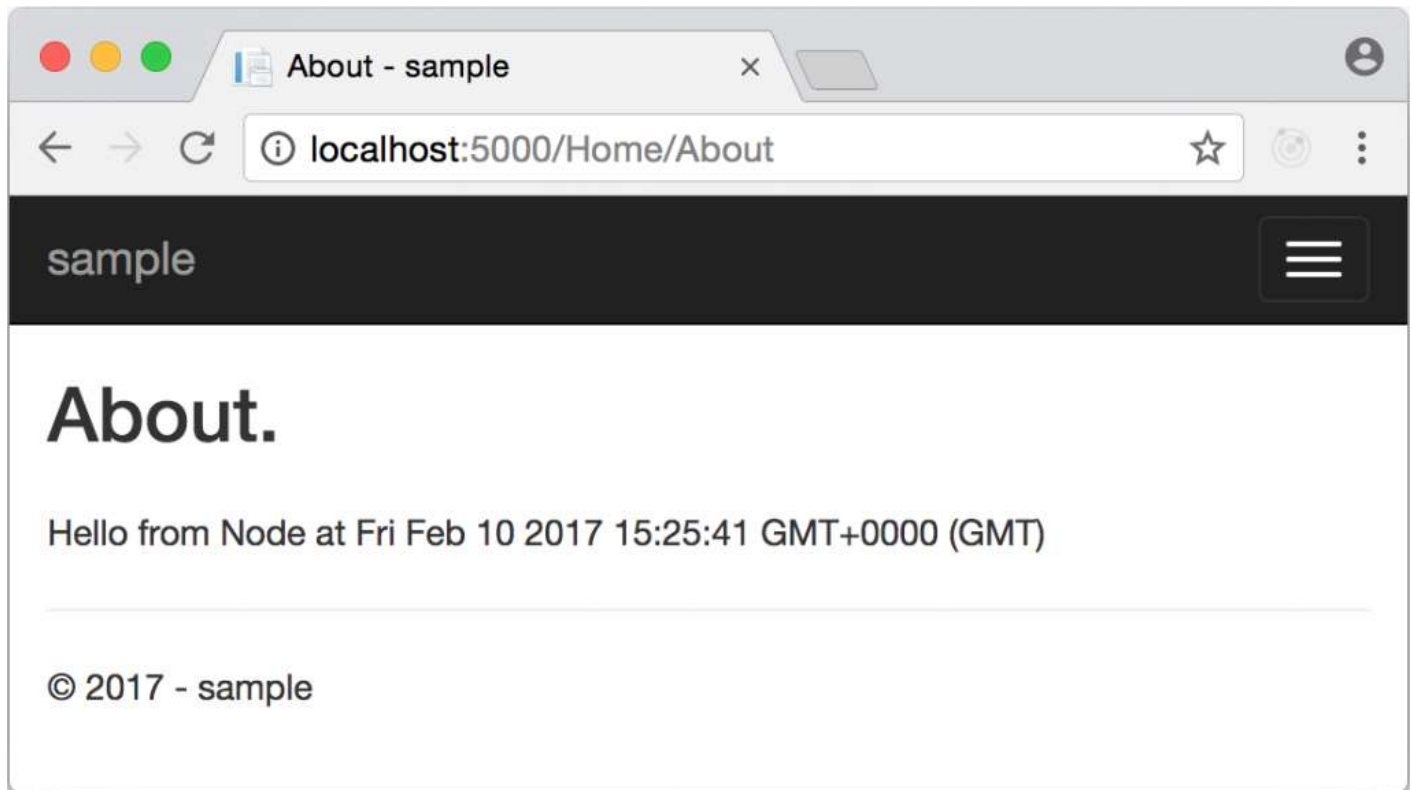 About - sample
localhost:5000/Home/About
sample
About.
Hello from Node at Fri Feb 10 2017 15:25:41 GMT+0000 (GMT)
© 2017 - sample